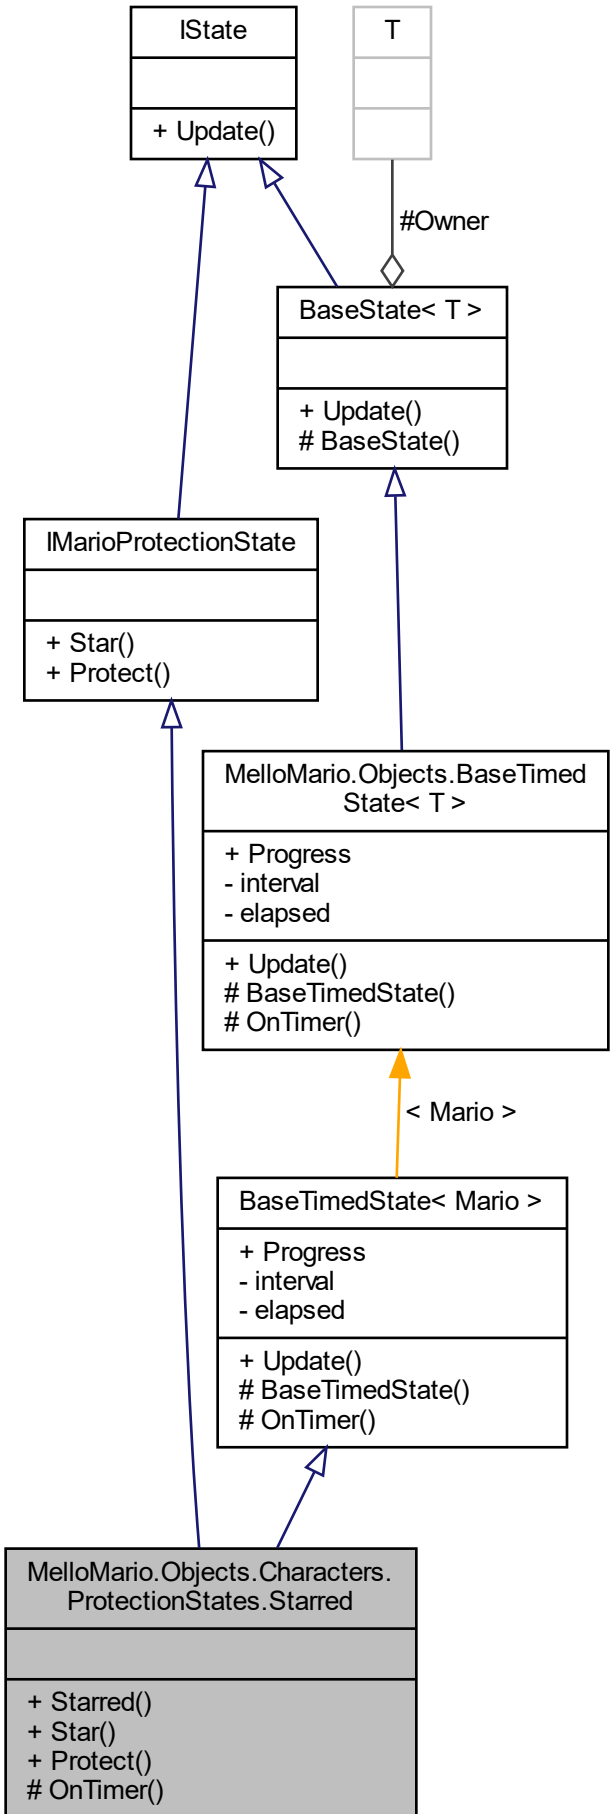 IState
+ Update()
T
#Owner
BaseState< T >
+ Update()
# BaseState()
IMarioProtectionState
+ Star()
+ Protect()
MelloMario.Objects.BaseTimed
State< T >
+ Progress
- interval
- elapsed
+ Update()
# BaseTimedState()
# OnTimer()
< Mario >
BaseTimedState< Mario >
+ Progress
- interval
- elapsed
+ Update()
# BaseTimedState()
# OnTimer()
MelloMario.Objects.Characters.
ProtectionStates.Starred
+ Starred()
+ Star()
+ Protect()
# OnTimer()